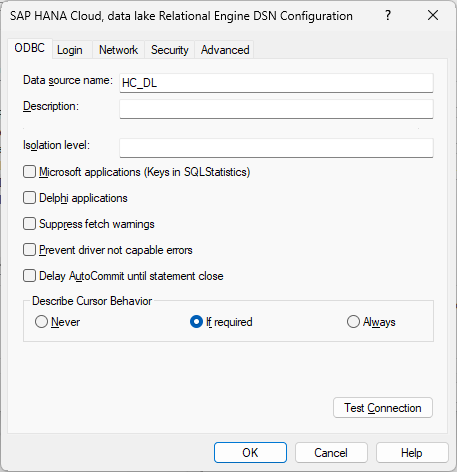 SAP HANA Cloud, data lake Relational Engine DSN Configuration ?
ODBC Login Network Security Advanced
Data source name: HC_DL
Description:
Isolation level:
Microsoft applications (Keys in SQLStatistics)
Delphi applications
Suppress fetch warnings
Prevent driver not capable errors
Delay AutoCommit until statement close
Describe Cursor Behavior
Never If required Always
Test Connection
OK Cancel Help